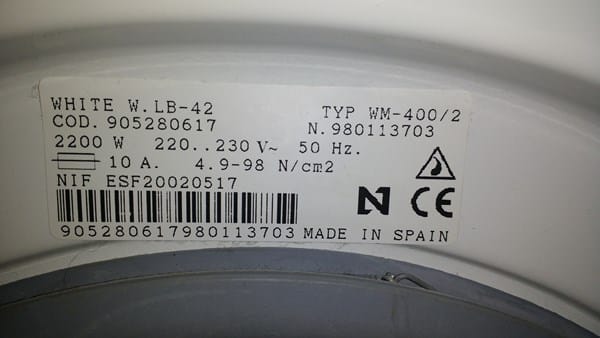 WHITE W.LB-42 TYP WM-400/2
COD. 905280617 N.980113703
2200 W 220..230 V~ 50 Hz.
10 A. 4.9-98 N/cm2
NIF ESF20020517
N CE
905280617980113703 MADE IN SPAIN